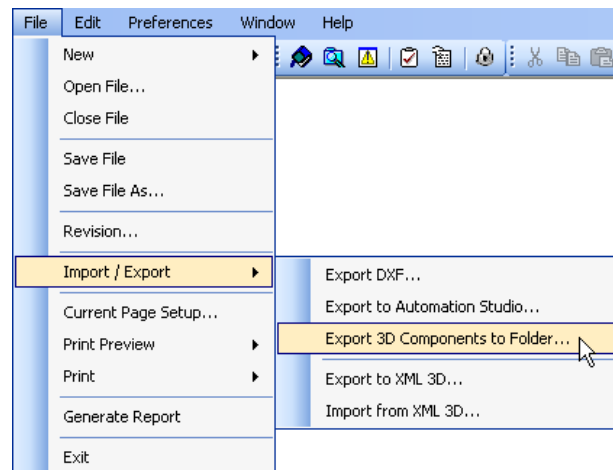 File Edit Preferences Window Help
New
Open File...
Close File
Save File
Save File As...
Revision...
Import / Export
Current Page Setup...
Print Preview
Print
Generate Report
Exit
Export DXF...
Export to Automation Studio...
Export 3D Components to Folder...
Export to XML 3D...
Import from XML 3D...